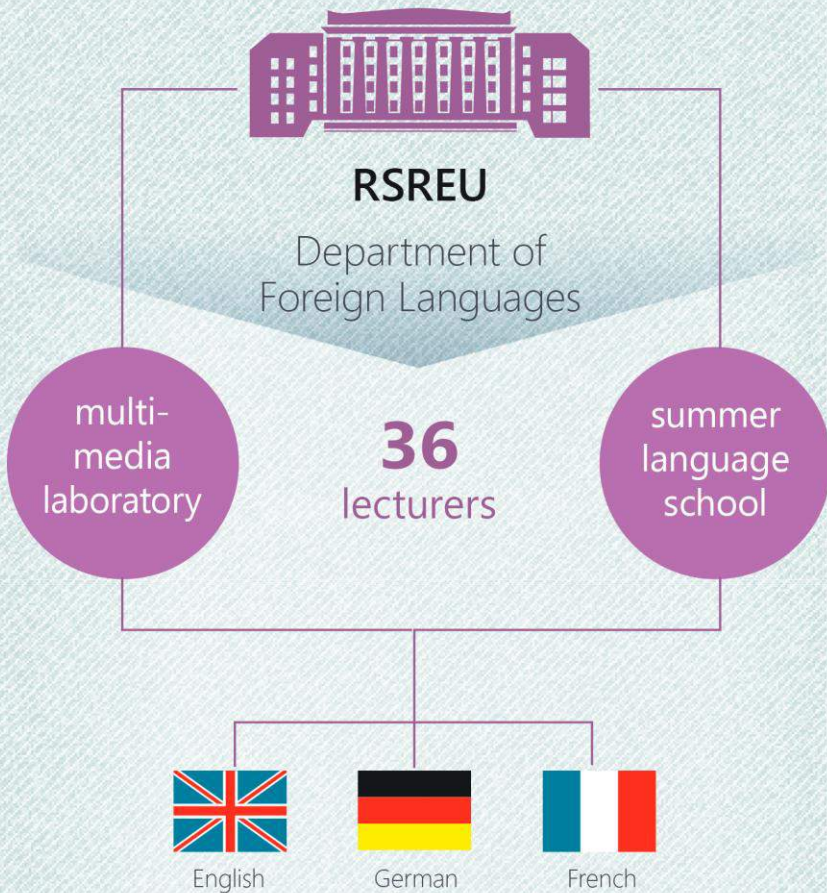 RSREU
Department of
Foreign Languages
multi-
media
laboratory
36
lecturers
summer
language
school
English
German
French